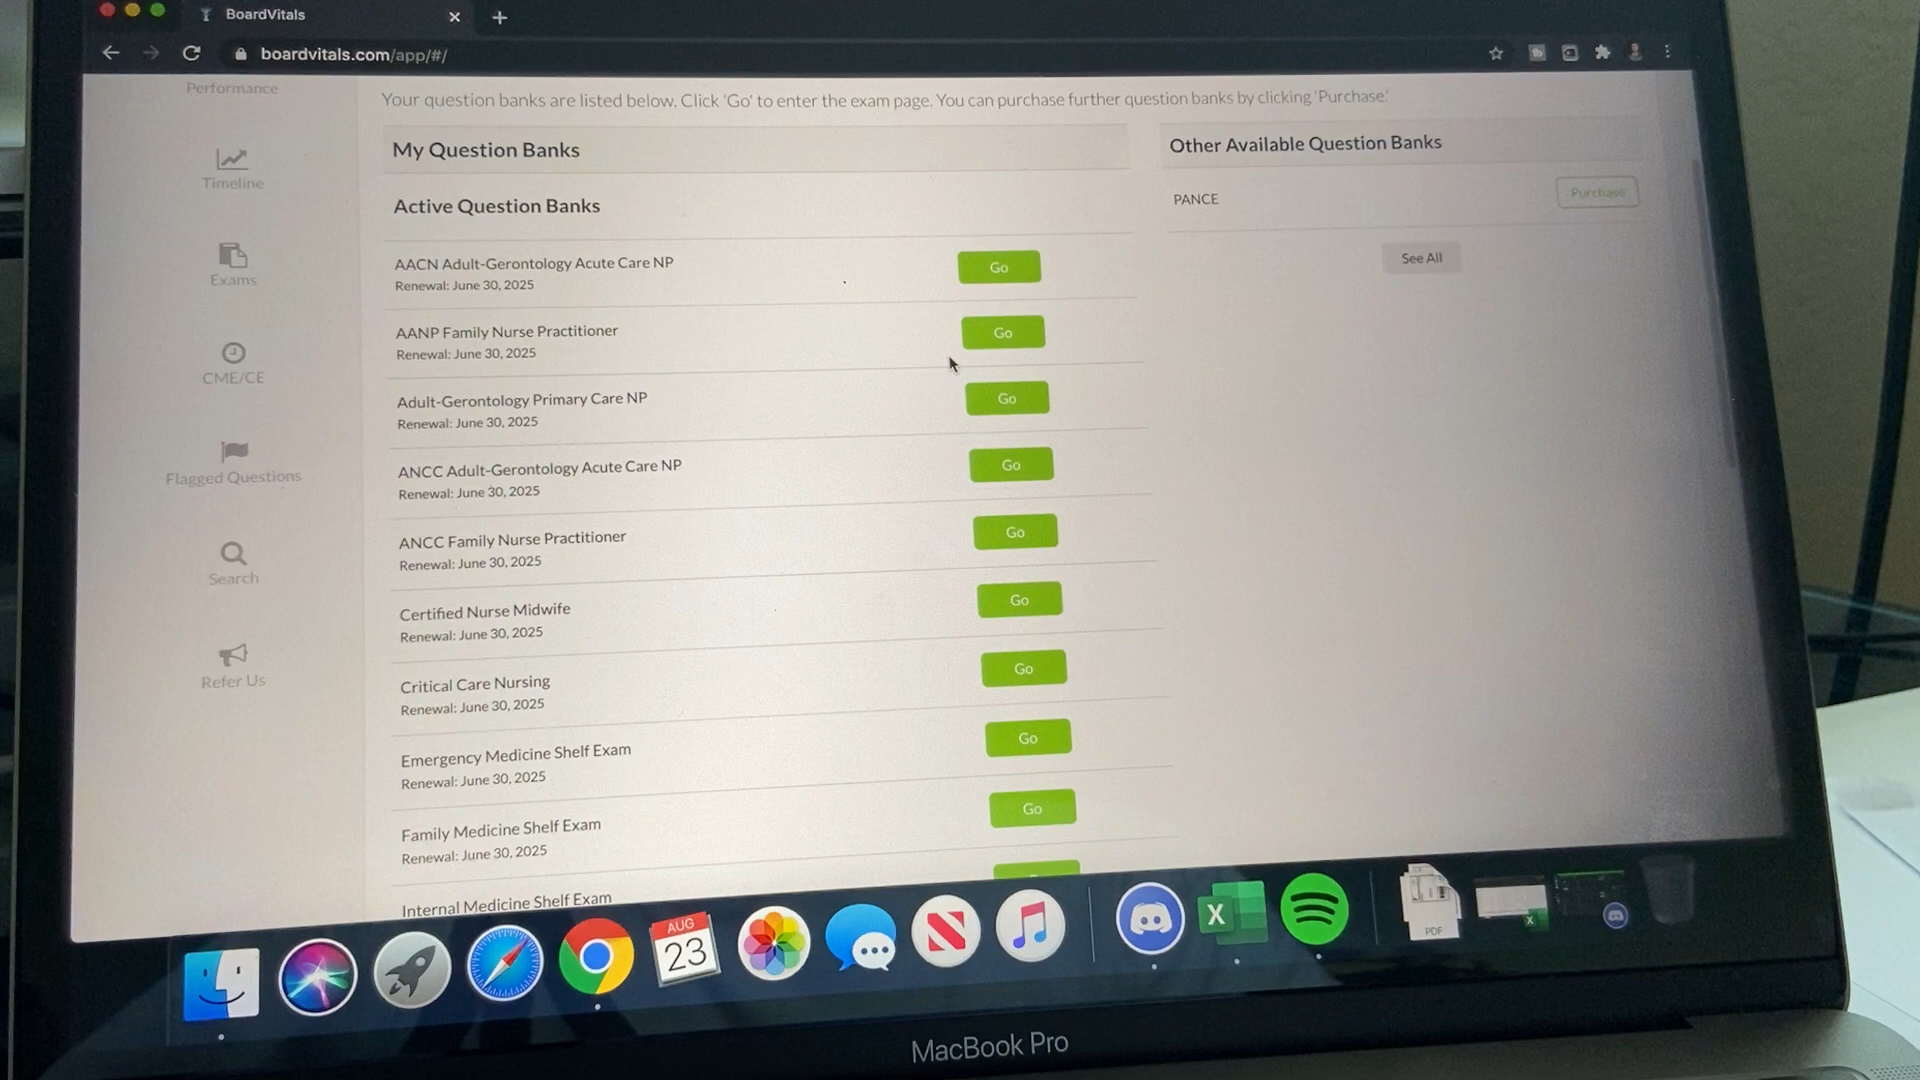 BoardVitals
boardvitals.com/app/#/
Performance
Timeline
Exams
CME/CE
Flagged Questions
Search
Refer Us
Your question banks are listed below. Click 'Go' to enter the exam page. You can purchase further question banks by clicking 'Purchase.'
My Question Banks
Active Question Banks
AACN Adult-Gerontology Acute Care NP
Renewal: June 30, 2025
Go
AANP Family Nurse Practitioner
Renewal: June 30, 2025
Go
Adult-Gerontology Primary Care NP
Renewal: June 30, 2025
Go
ANCC Adult-Gerontology Acute Care NP
Renewal: June 30, 2025
Go
ANCC Family Nurse Practitioner
Renewal: June 30, 2025
Go
Certified Nurse Midwife
Renewal: June 30, 2025
Go
Critical Care Nursing
Renewal: June 30, 2025
Go
Emergency Medicine Shelf Exam
Renewal: June 30, 2025
Go
Family Medicine Shelf Exam
Renewal: June 30, 2025
Go
Internal Medicine Shelf Exam
Other Available Question Banks
PANCE
Purchase
See All
AUG
23
X
PDF
X
MacBook Pro